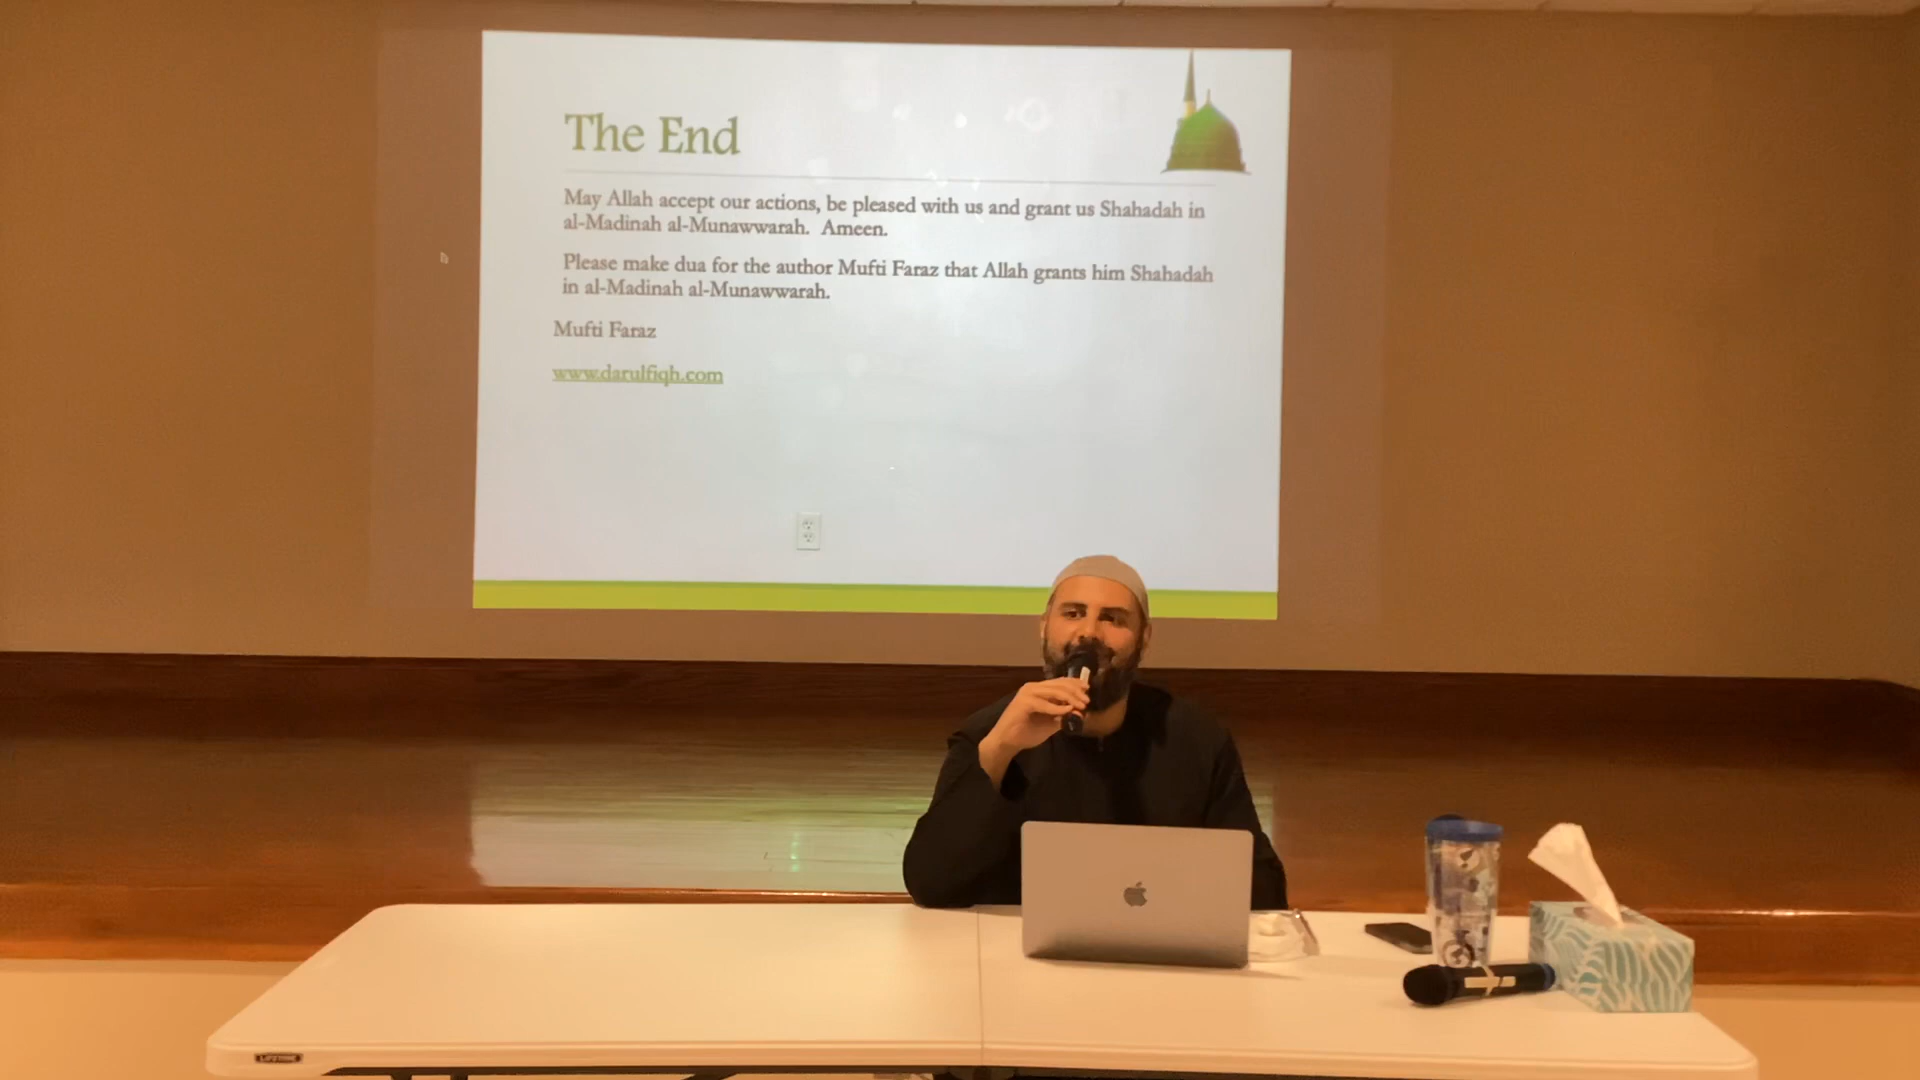 The End
May Allah accept our actions, be pleased with us and grant us Shahadah in
al-Madinah al-Munawwarah.  Ameen.
Please make dua for the author Mufti Faraz that Allah grants him Shahadah
in al-Madinah al-Munawwarah.
Mufti Faraz
www.darulfiqh.com
LIFETIME